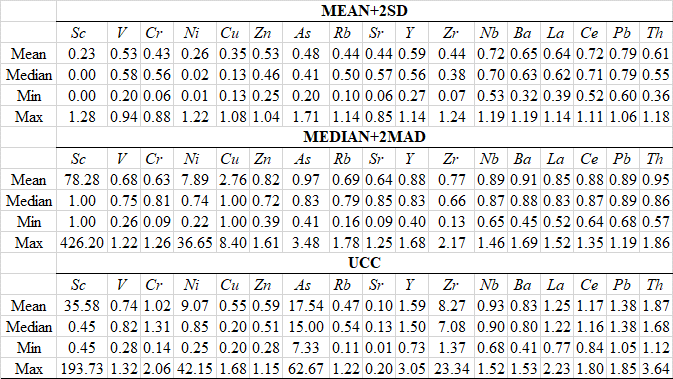 MEAN+2SD
Sc V Cr Ni Cu Zn As Rb Sr Y Zr Nb Ba La Ce Pb Th
Mean 0.23 0.53 0.43 0.26 0.35 0.53 0.48 0.44 0.44 0.59 0.44 0.72 0.65 0.64 0.72 0.79 0.61
Median 0.00 0.58 0.56 0.02 0.13 0.46 0.41 0.50 0.57 0.56 0.38 0.70 0.63 0.62 0.71 0.79 0.55
Min 0.00 0.20 0.06 0.01 0.13 0.25 0.20 0.10 0.06 0.27 0.07 0.53 0.32 0.39 0.52 0.60 0.36
Max 1.28 0.94 0.88 1.22 1.08 1.04 1.71 1.14 0.85 1.14 1.24 1.19 1.19 1.14 1.11 1.06 1.18
MEDIAN+2MAD
Sc V Cr Ni Cu Zn As Rb Sr Y Zr Nb Ba La Ce Pb Th
Mean 78.28 0.68 0.63 7.89 2.76 0.82 0.97 0.69 0.64 0.88 0.77 0.89 0.91 0.85 0.88 0.89 0.95
Median 1.00 0.75 0.81 0.74 1.00 0.72 0.83 0.79 0.85 0.83 0.66 0.87 0.88 0.83 0.87 0.89 0.86
Min 1.00 0.26 0.09 0.22 1.00 0.39 0.41 0.16 0.09 0.40 0.13 0.65 0.45 0.52 0.64 0.68 0.57
Max 426.20 1.22 1.26 36.65 8.40 1.61 3.48 1.78 1.25 1.68 2.17 1.46 1.69 1.52 1.35 1.19 1.86
UCC
Sc V Cr Ni Cu Zn As Rb Sr Y Zr Nb Ba La Ce Pb Th
Mean 35.58 0.74 1.02 9.07 0.55 0.59 17.54 0.47 0.10 1.59 8.27 0.93 0.83 1.25 1.17 1.38 1.87
Median 0.45 0.82 1.31 0.85 0.20 0.51 15.00 0.54 0.13 1.50 7.08 0.90 0.80 1.22 1.16 1.38 1.68
Min 0.45 0.28 0.14 0.25 0.20 0.28 7.33 0.11 0.01 0.73 1.37 0.68 0.41 0.77 0.84 1.05 1.12
Max 193.73 1.32 2.06 42.15 1.68 1.15 62.67 1.22 0.20 3.05 23.34 1.52 1.53 2.23 1.80 1.85 3.64